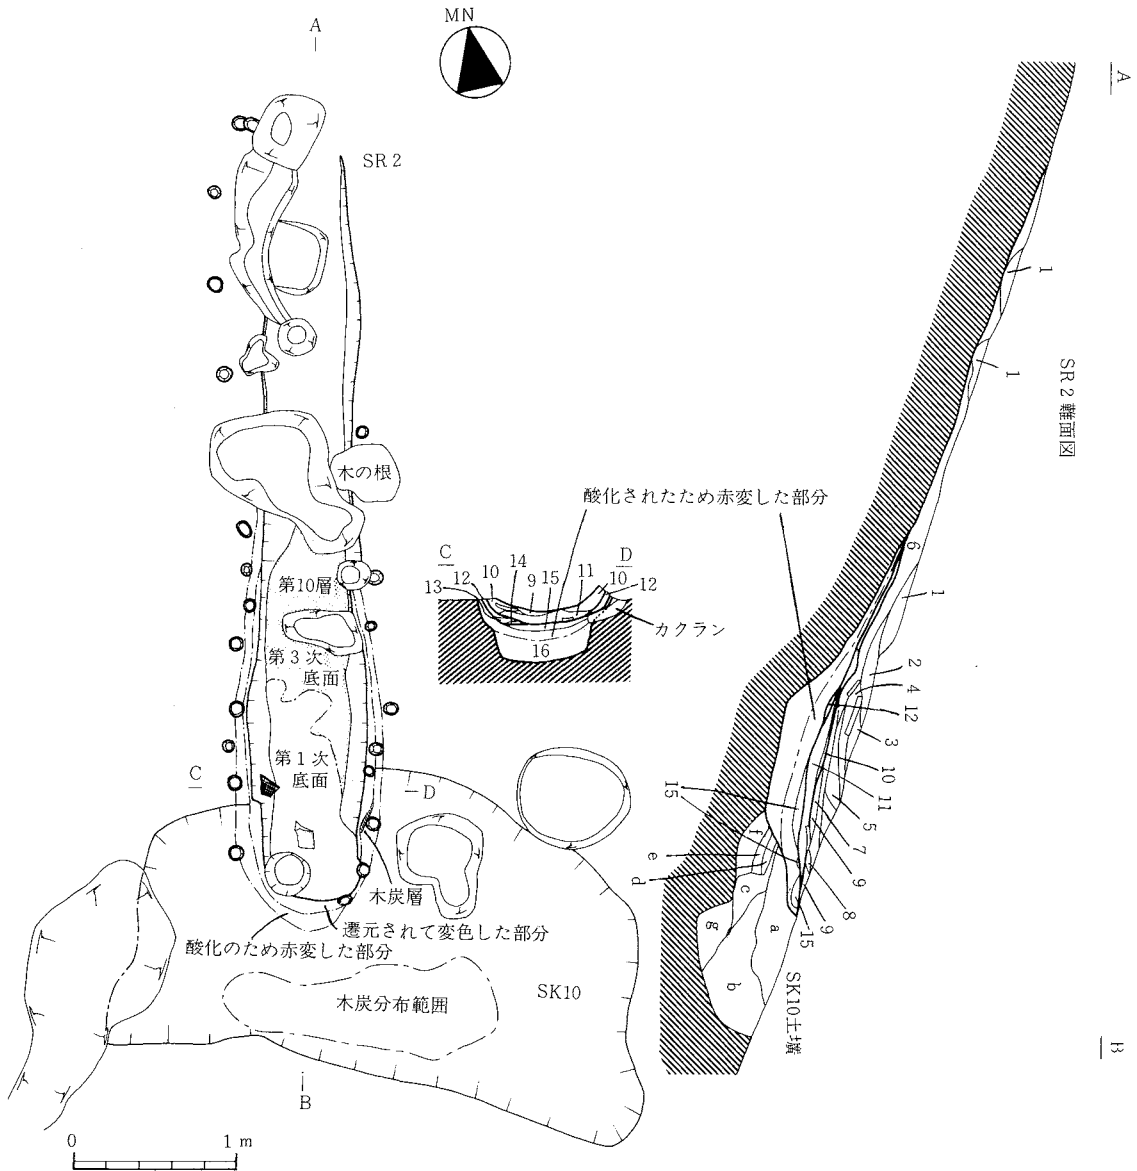 A
MN
SR 2
木の根
第10層
第3次
底面
第1次
底面
C
D
木炭層
還元されて変色した部分
酸化のため赤変した部分
木炭分布範囲
SK10
B
0
1 m
酸化されたため赤変した部分
C
D
13
12
10
14
9
15
11
10
12
カクラン
16
A
1
1
SR 2 難面図
6
1
2
4
12
3
10
11
5
7
9
8
9
15
15
f
e
d
c
g
a
b
SK10土壙
B